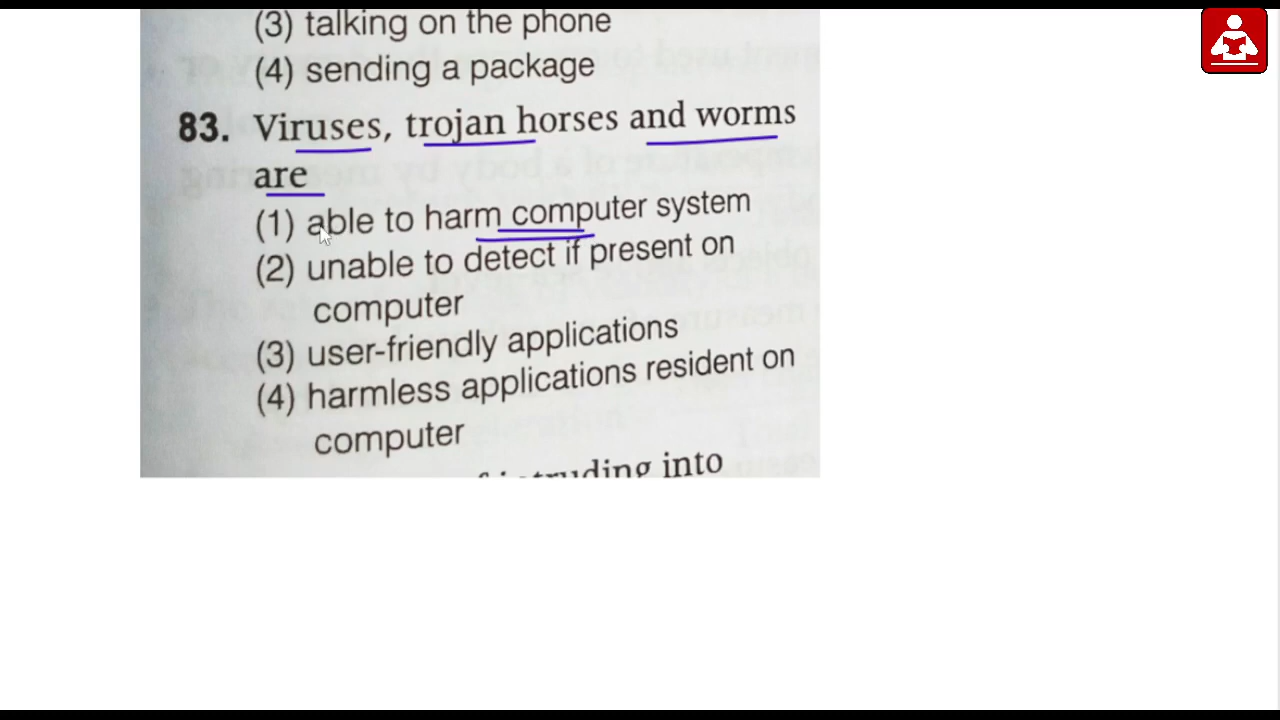 (3) talking on the phone
(4) sending a package
83. Viruses, trojan horses and worms
are
(1) able to harm computer system
(2) unable to detect if present on
computer
(3) user-friendly applications
(4) harmless applications resident on
computer
intruding into